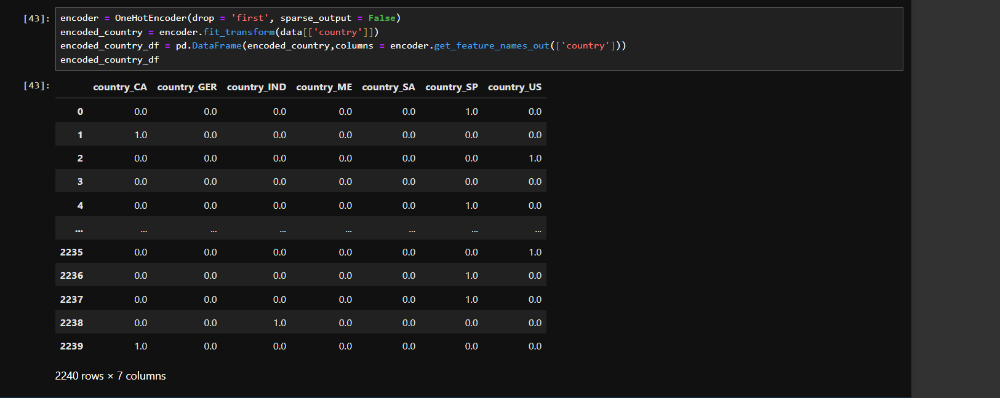 [43]: encoder = OneHotEncoder(drop = 'first', sparse_output = False)
encoded_country = encoder.fit_transform(data[['country']])
encoded_country_df = pd.DataFrame(encoded_country,columns = encoder.get_feature_names_out(['country']))
encoded_country_df
[43]: country_CA country_GER country_IND country_ME country_SA country_SP country_US
0 0.0 0.0 0.0 0.0 0.0 1.0 0.0
1 1.0 0.0 0.0 0.0 0.0 0.0 0.0
2 0.0 0.0 0.0 0.0 0.0 0.0 1.0
3 0.0 0.0 0.0 0.0 0.0 0.0 0.0
4 0.0 0.0 0.0 0.0 0.0 1.0 0.0
... ... ... ... ... ... ... ...
2235 0.0 0.0 0.0 0.0 0.0 0.0 1.0
2236 0.0 0.0 0.0 0.0 0.0 1.0 0.0
2237 0.0 0.0 0.0 0.0 0.0 1.0 0.0
2238 0.0 0.0 1.0 0.0 0.0 0.0 0.0
2239 1.0 0.0 0.0 0.0 0.0 0.0 0.0
2240 rows × 7 columns